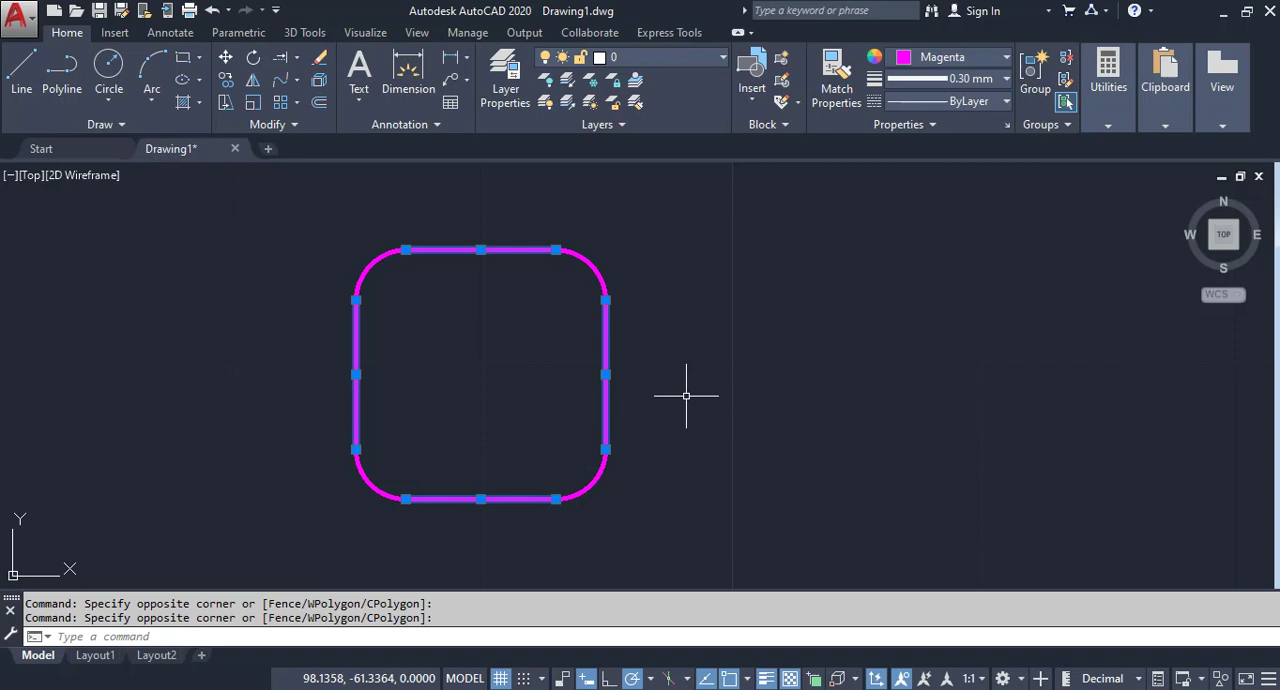 A Autodesk AutoCAD 2020 Drawing1.dwg Type a keyword or phrase Sign In ?
Home Insert Annotate Parametric 3D Tools Visualize View Manage Output Collaborate Express Tools
Line Polyline Circle Arc
Draw
Modify
A Text Dimension
Annotation
Layer Properties
0
Layers
Insert
Block
Match Properties
Magenta
0.30 mm
ByLayer
Properties
Group
Groups
Utilities
Clipboard
View
Start Drawing1* +
[−][Top][2D Wireframe]
N
W TOP E
S
WCS
Y
X
Command: Specify opposite corner or [Fence/WPolygon/CPolygon]:
Command: Specify opposite corner or [Fence/WPolygon/CPolygon]:
Type a command
Model Layout1 Layout2 +
98.1358, -61.3364, 0.0000 MODEL 1:1 Decimal